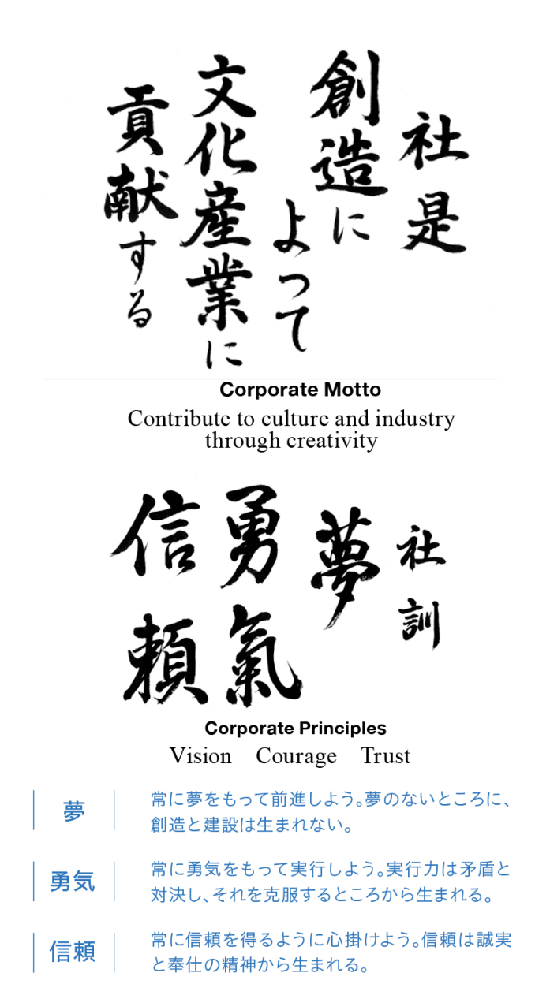 社是
創造に
よって
文化産業に
貢献する
Corporate Motto
Contribute to culture and industry
through creativity
社訓
夢
勇氣
信頼
Corporate Principles
Vision Courage Trust
夢
常に夢をもって前進しよう。夢のないところに、
創造と建設は生まれない。
勇気
常に勇気をもって実行しよう。実行力は矛盾と
対決し、それを克服するところから生まれる。
信頼
常に信頼を得るように心掛けよう。信頼は誠実
と奉仕の精神から生まれる。